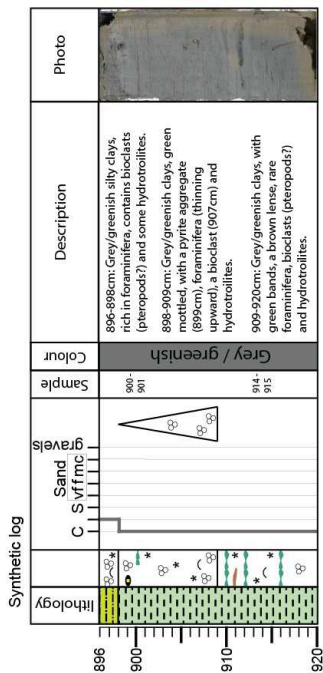 Synthetic log
lithology
C S vf f m c
Sand
gravels
Sample
Colour
Description
Photo
896
900
910
920
900-
901
914-
915
Grey / greenish
896-898cm: Grey/greenish silty clays,
rich in foraminifera, contains bioclasts
(pteropods?) and some hydrotroilites.
898-909cm: Grey/greenish clays, green
mottled, with a pyrite aggregate
(899cm), foraminifera (thinning
upward), a bioclast (907cm) and
hydrotroilites.
909-920cm: Grey/greenish clays, with
green bands, a brown lense, rare
foraminifera, bioclasts (pteropods?)
and hydrotroilites.